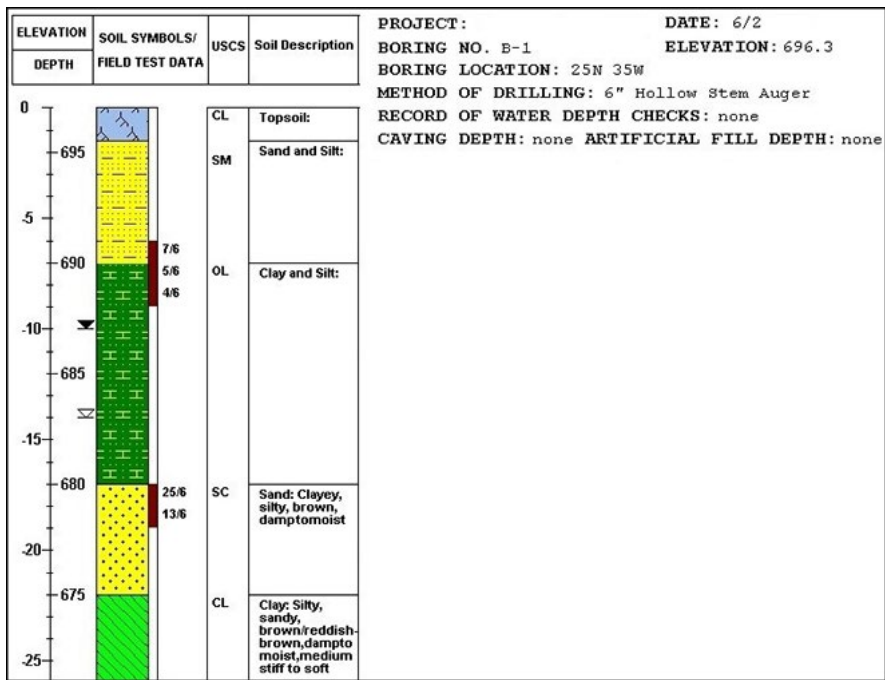 ELEVATION
DEPTH
SOIL SYMBOLS/
FIELD TEST DATA
USCS
Soil Description
PROJECT:
DATE: 6/2
BORING NO. B-1
ELEVATION: 696.3
BORING LOCATION: 25N 35W
METHOD OF DRILLING: 6" Hollow Stem Auger
RECORD OF WATER DEPTH CHECKS: none
CAVING DEPTH: none ARTIFICIAL FILL DEPTH: none
0
CL
Topsoil:
695
SM
Sand and Silt:
-5
7/6
690
5/6
OL
Clay and Silt:
4/6
-10
685
-15
680
25/6
SC
Sand: Clayey,
silty, brown,
damptomoist
13/6
-20
675
CL
Clay: Silty,
sandy,
brown/reddish-
brown,dampto
moist,medium
stiff to soft
-25